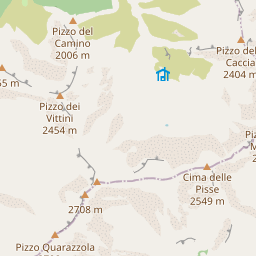 Pizzo del
Camino
2006 m
Pizzo del
Caccia
2404 m
55 m
Pizzo dei
Vittini
2454 m
Cima delle
Pisse
2549 m
2708 m
Pizzo Quarazzola